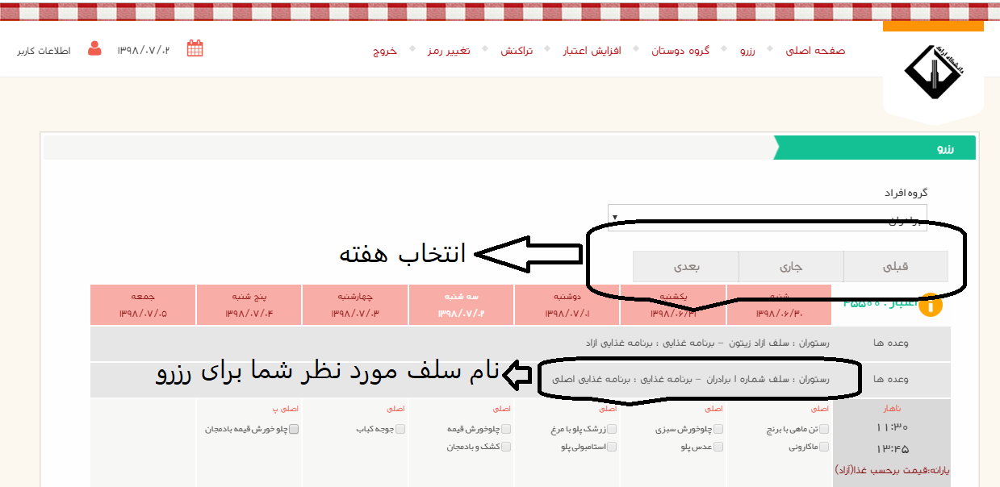 صفحه اصلی
رزرو
گروه دوستان
افزایش اعتبار
تراکنش
تغییر رمز
خروج
۱۳۹۸/۰۷/۰۲
اطلاعات کاربر
دانشگاه اراک
رزرو
گروه افراد
برادران
انتخاب هفته
قبلی
جاری
بعدی
اعتبار : ۴۵۵۰۰
شنبه
۱۳۹۸/۰۶/۳۰
یکشنبه
۱۳۹۸/۰۶/۳۱
دوشنبه
۱۳۹۸/۰۷/۰۱
سه شنبه
۱۳۹۸/۰۷/۰۲
چهارشنبه
۱۳۹۸/۰۷/۰۳
پنج شنبه
۱۳۹۸/۰۷/۰۴
جمعه
۱۳۹۸/۰۷/۰۵
وعده ها
رستوران : سلف ازاد زیتون - برنامه غذایی : برنامه غذایی ازاد
وعده ها
رستوران : سلف شماره ۱ برادران - برنامه غذایی : برنامه غذایی اصلی
نام سلف مورد نظر شما برای رزرو
ناهار
۱۱:۳۰
۱۳:۴۵
یارانه:قیمت برحسب غذا(آزاد)
اصلی
تن ماهی با برنج
ماکارونی
اصلی
چلوخورش سبزی
عدس پلو
اصلی
زرشک پلو با مرغ
استامبولی پلو
اصلی
چلوخورش قیمه
کشک و بادمجان
اصلی
جوجه کباب
اصلی پ
چلو خورش قیمه بادمجان